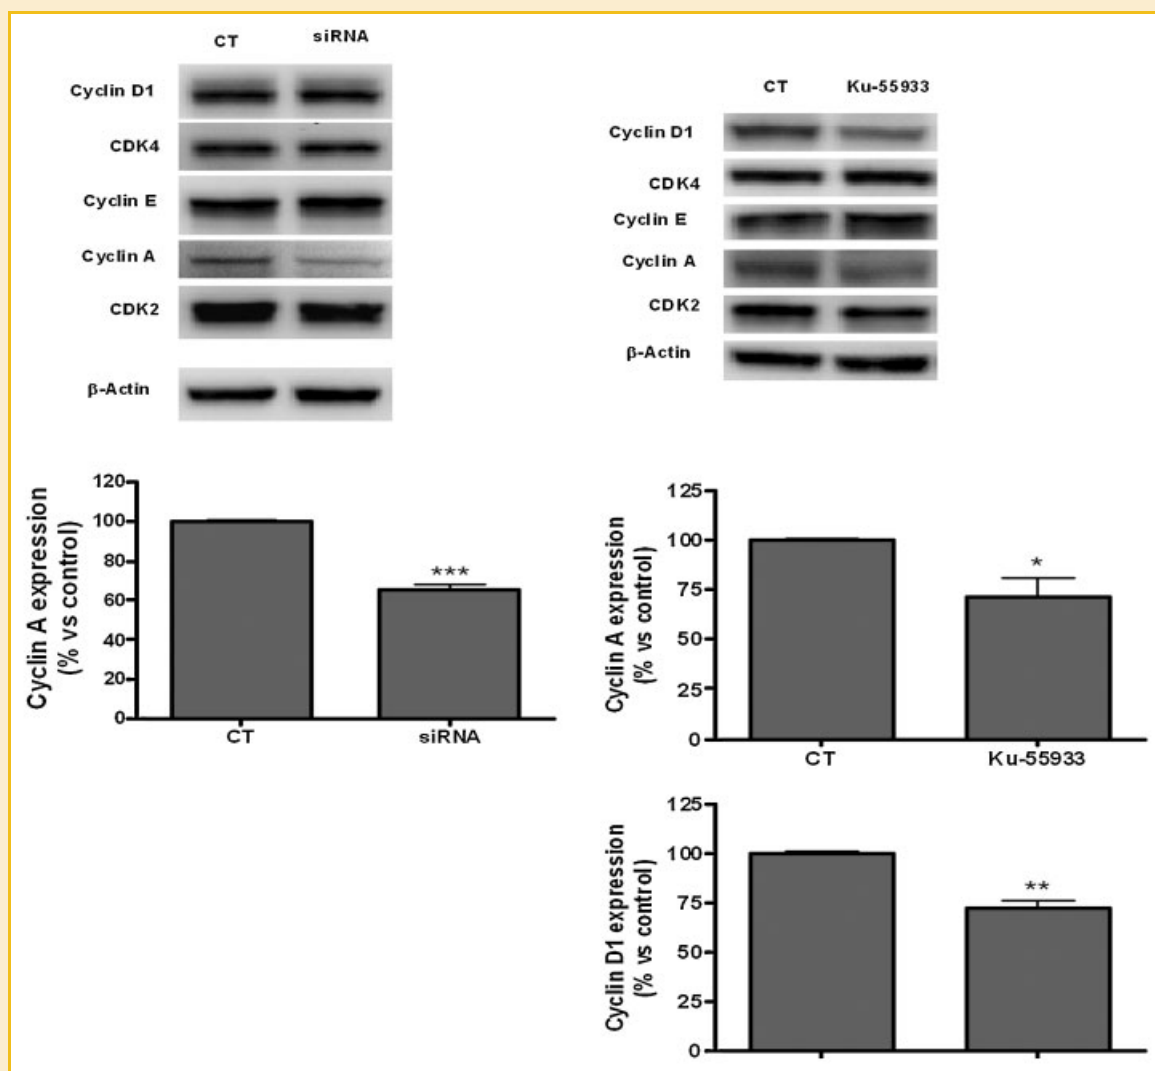 CT siRNA
Cyclin D1
CDK4
Cyclin E
Cyclin A
CDK2
β-Actin
CT Ku-55933
Cyclin D1
CDK4
Cyclin E
Cyclin A
CDK2
β-Actin
Cyclin A expression
(% vs control)
120
100
80
60
40
20
0
***
CT siRNA
Cyclin A expression
(% vs control)
125
100
75
50
25
0
*
CT Ku-55933
Cyclin D1 expression
(% vs control)
125
100
75
50
25
0
**